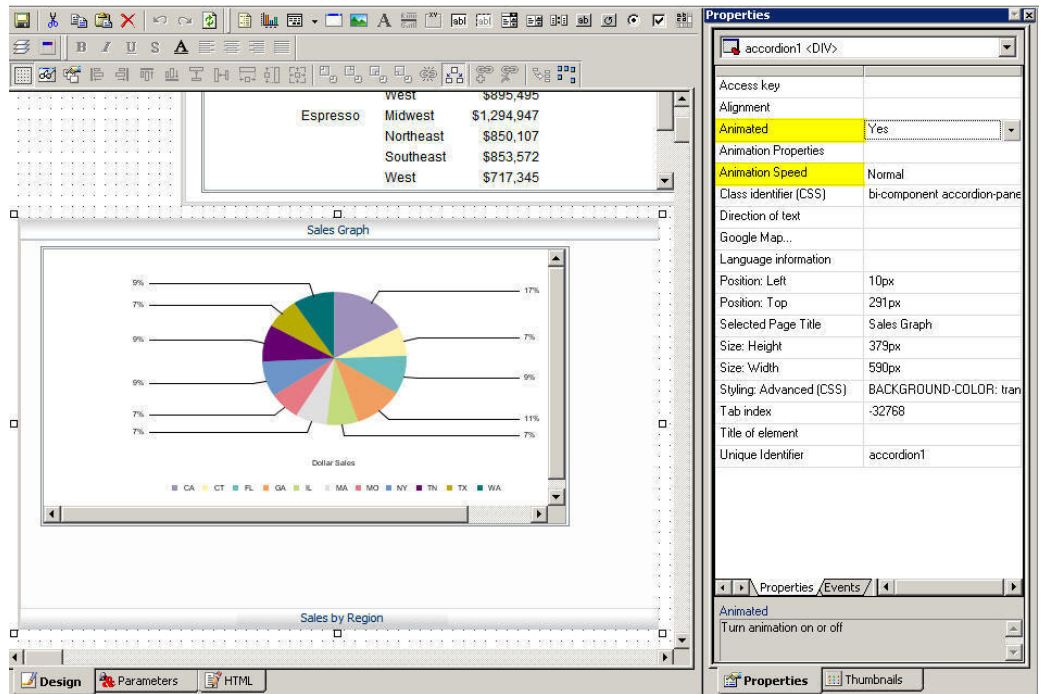 Properties
accordion1 <DIV>
Access key
Alignment
Animated Yes
Animation Properties
Animation Speed Normal
Class identifier (CSS) bi-component accordion-pane
Direction of text
Google Map...
Language information
Position: Left 10px
Position: Top 291px
Selected Page Title Sales Graph
Size: Height 379px
Size: Width 590px
Styling: Advanced (CSS) BACKGROUND-COLOR: tran
Tab index -32768
Title of element
Unique Identifier accordion1
Properties Events
Animated
Turn animation on or off
Properties Thumbnails
B I U S A
West $895,495
Espresso Midwest $1,294,947
Northeast $850,107
Southeast $853,572
West $717,345
Sales Graph
9% 17%
7%
9% 7%
9% 9%
7% 11%
7% 7%
Dollar Sales
CA CT FL GA IL MA MO NY TN TX WA
Sales by Region
Design Parameters HTML